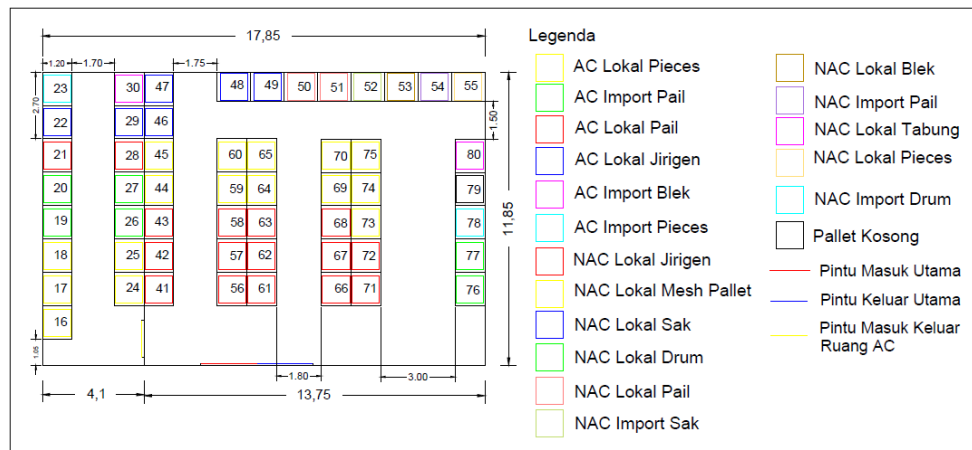 17,85
1.20
1.70
1.75
23 30 47 48 49 50 51 52 53 54 55
2.70
22 29 46
1.50
21 28 45 60 65 70 75 80
20 27 44 59 64 69 74 79
19 26 43 58 63 68 73 78
11,85
18 25 42 57 62 67 72 77
17 24 41 56 61 66 71 76
16
1.05
1.80
3.00
4,1
13,75
Legenda
AC Lokal Pieces
AC Import Pail
AC Lokal Pail
AC Lokal Jirigen
AC Import Blek
AC Import Pieces
NAC Lokal Jirigen
NAC Lokal Mesh Pallet
NAC Lokal Sak
NAC Lokal Drum
NAC Lokal Pail
NAC Import Sak
NAC Lokal Blek
NAC Import Pail
NAC Lokal Tabung
NAC Lokal Pieces
NAC Import Drum
Pallet Kosong
Pintu Masuk Utama
Pintu Keluar Utama
Pintu Masuk Keluar
Ruang AC